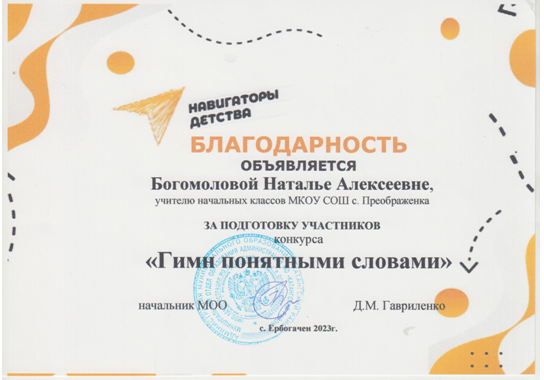 НАВИГАТОРЫ
ДЕТСТВА
БЛАГОДАРНОСТЬ
ОБЪЯВЛЯЕТСЯ
Богомоловой Наталье Алексеевне,
учителю начальных классов МКОУ СОШ с. Преображенка
ЗА ПОДГОТОВКУ УЧАСТНИКОВ
конкурса
«Гимн понятными словами»
начальник МОО Д.М. Гавриленко
с. Ербогачен 2023г.